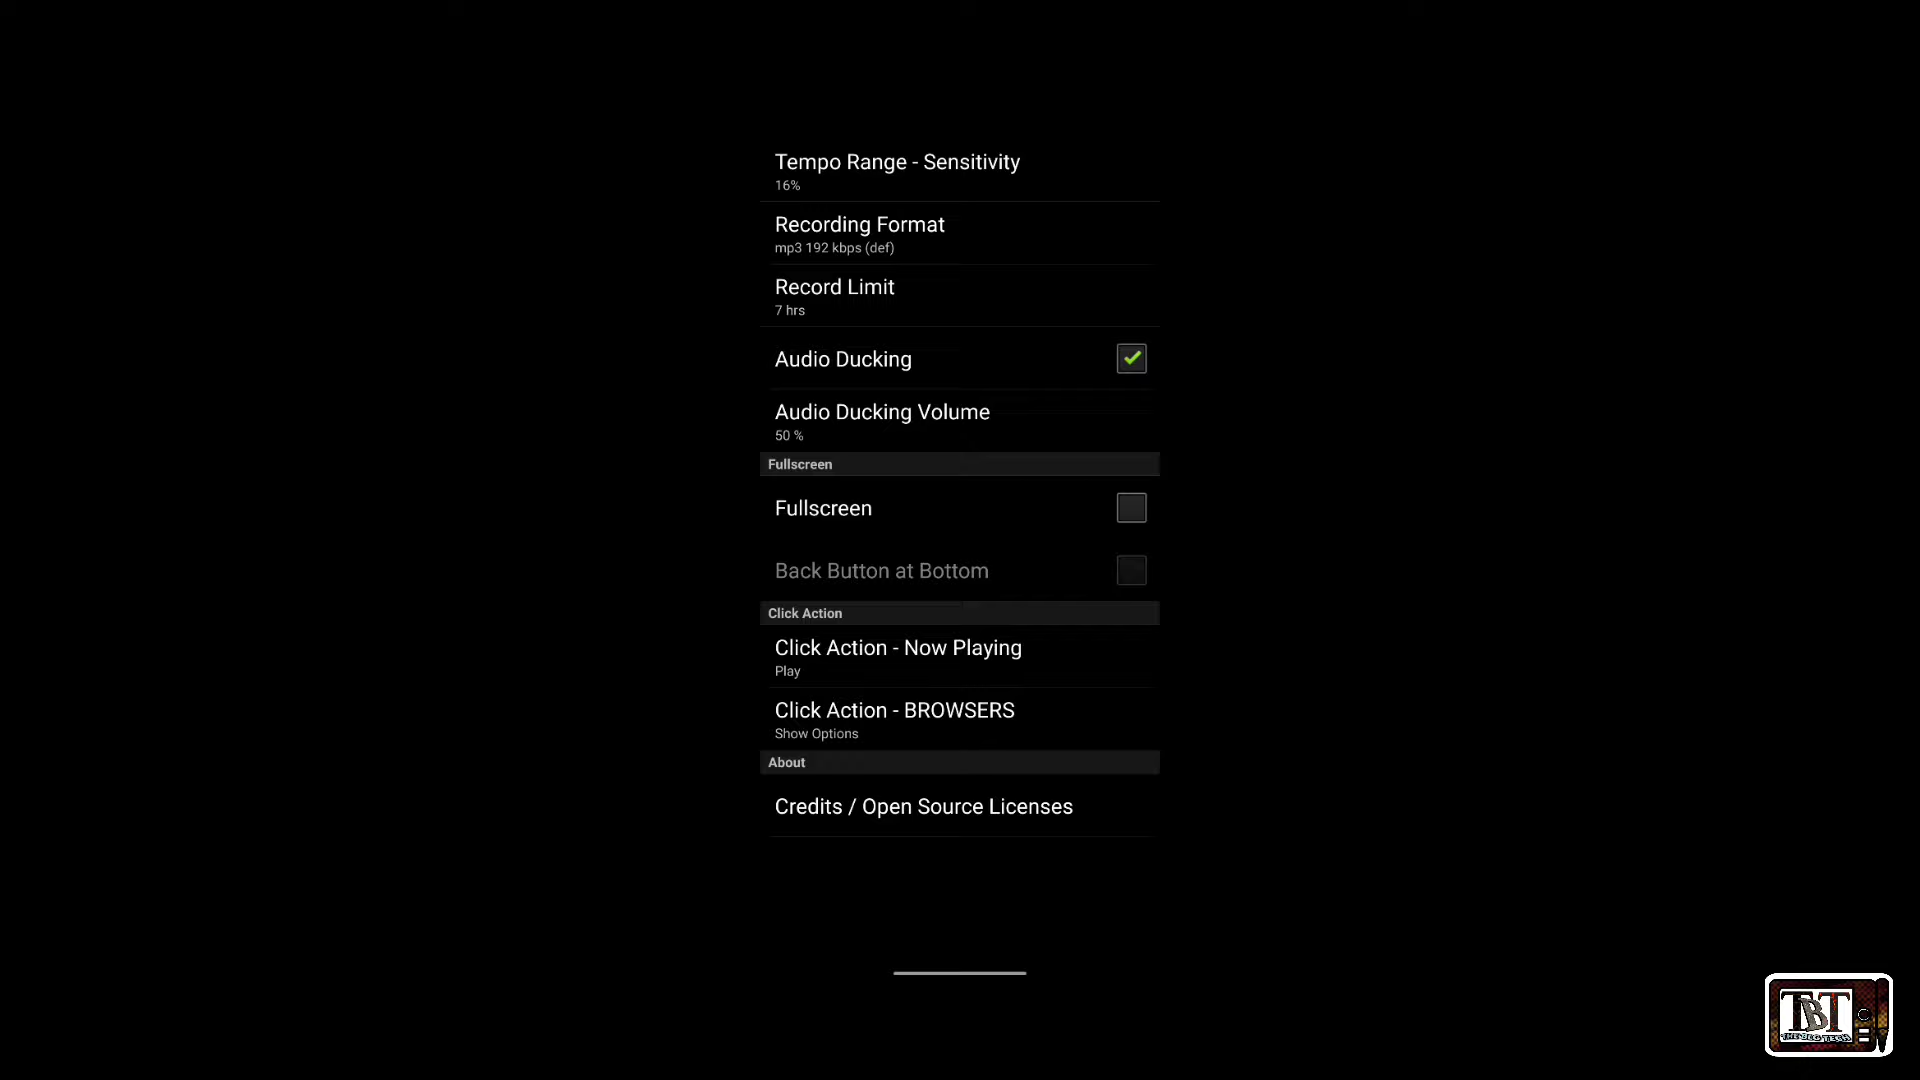 Tempo Range - Sensitivity
16%
Recording Format
mp3 192 kbps (def)
Record Limit
7 hrs
Audio Ducking
Audio Ducking Volume
50 %
Fullscreen
Fullscreen
Back Button at Bottom
Click Action
Click Action - Now Playing
Play
Click Action - BROWSERS
Show Options
About
Credits / Open Source Licenses
TBT